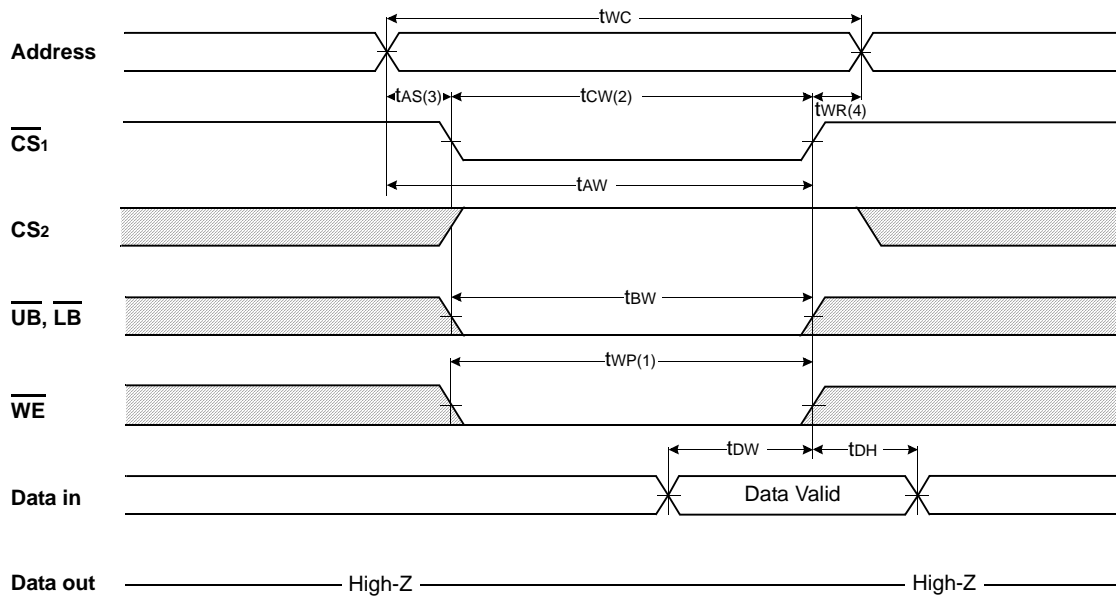 tWC
Address
tAS(3) tCW(2) tWR(4)
CS1
tAW
CS2
tBW
UB, LB
tWP(1)
WE
tDW tDH
Data in Data Valid
Data out High-Z High-Z